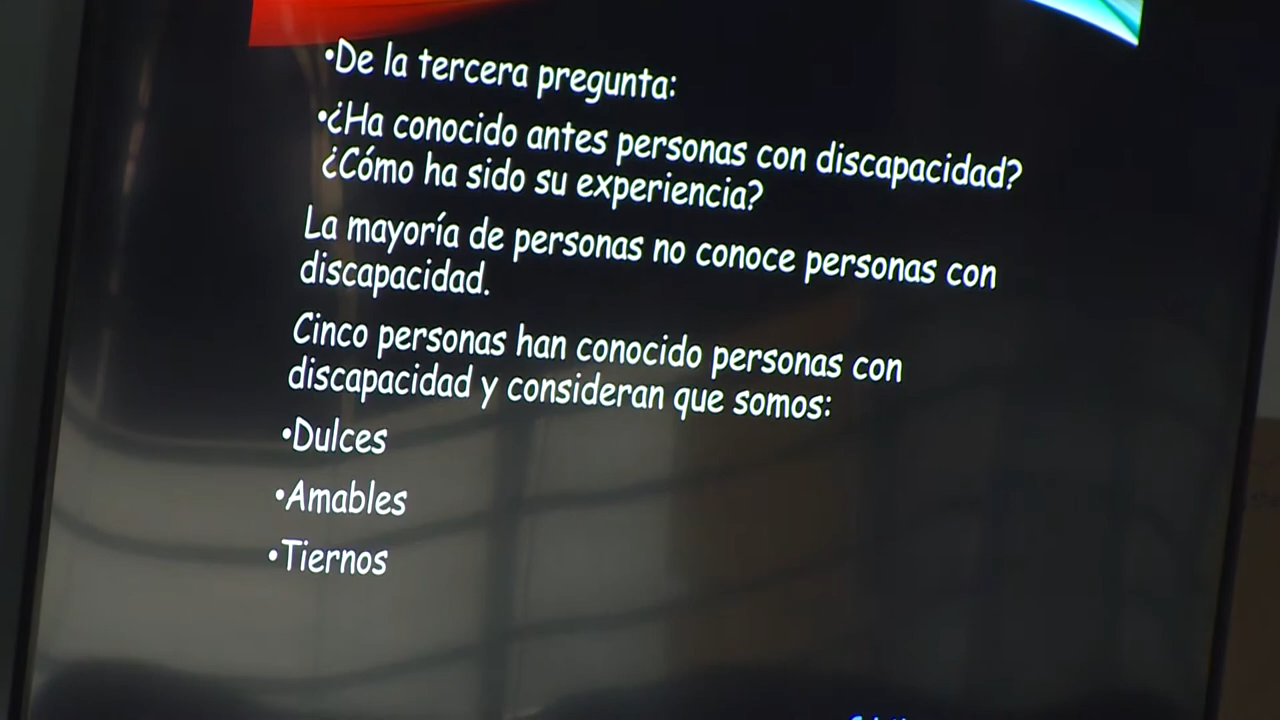 •De la tercera pregunta:
•¿Ha conocido antes personas con discapacidad?
¿Cómo ha sido su experiencia?
La mayoría de personas no conoce personas con
discapacidad.
Cinco personas han conocido personas con
discapacidad y consideran que somos:
•Dulces
•Amables
•Tiernos